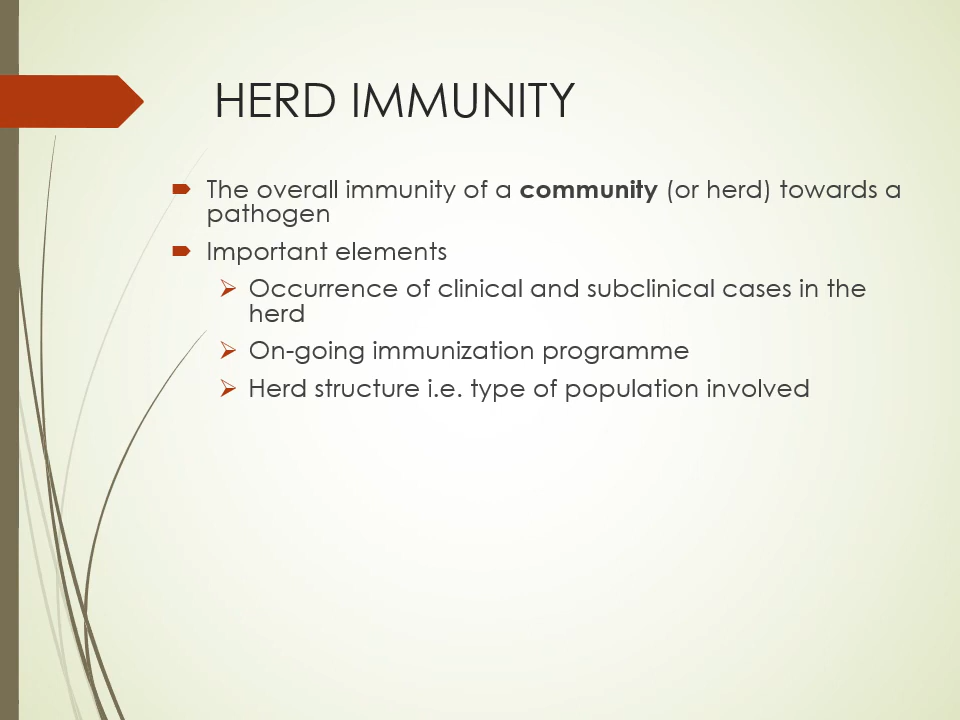 HERD IMMUNITY
The overall immunity of a community (or herd) towards a
pathogen
Important elements
Occurrence of clinical and subclinical cases in the
herd
On-going immunization programme
Herd structure i.e. type of population involved